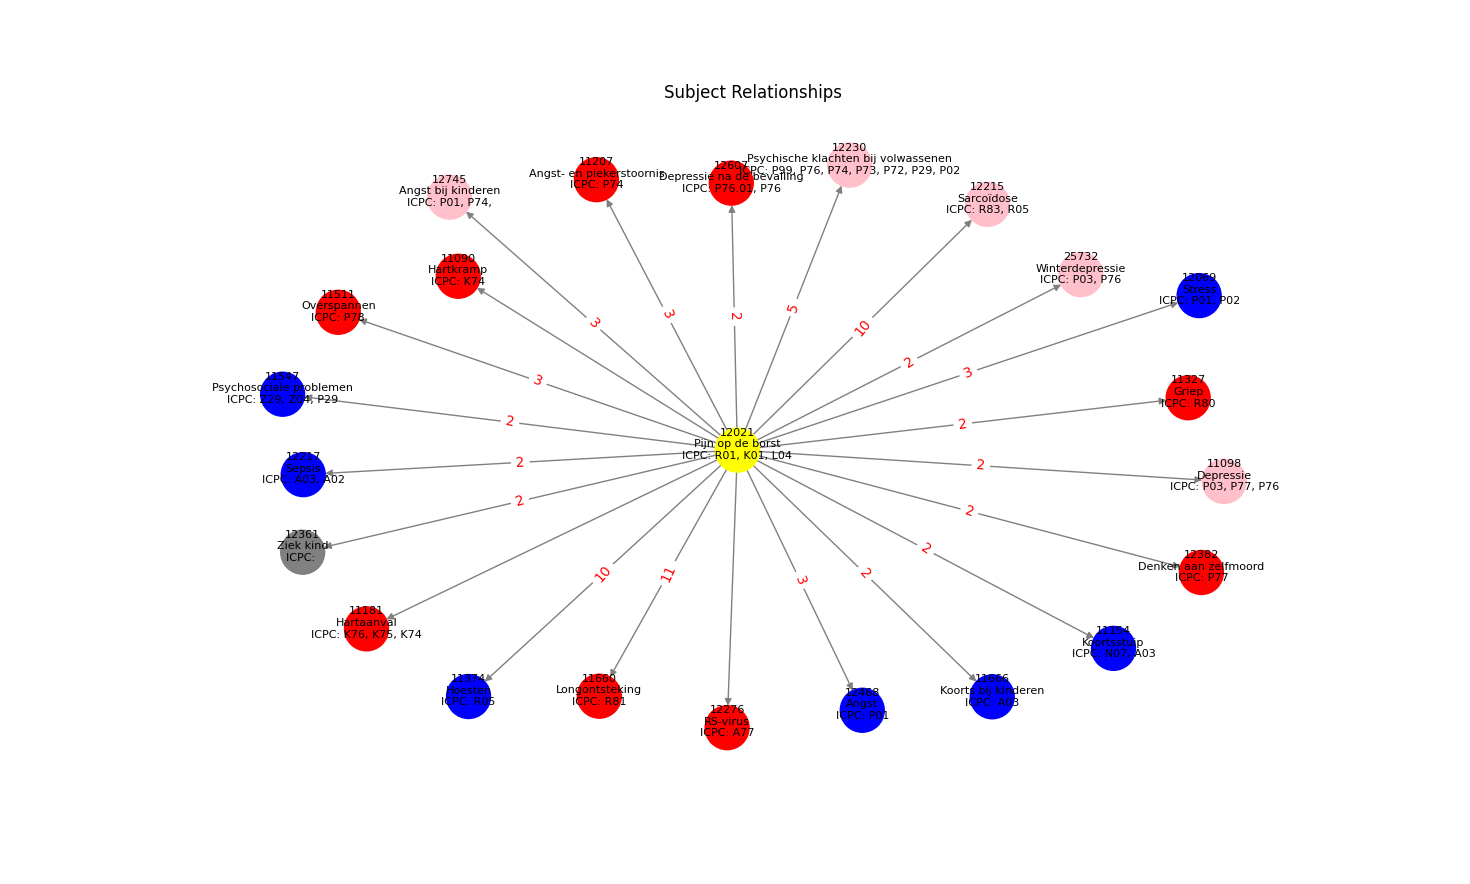 Subject Relationships
12230
Psychische klachten bij volwassenen
ICPC: P99, P76, P74, P73, P72, P29, P02
11207
Angst- en piekerstoornis
ICPC: P74
12607
Depressie na de bevalling
ICPC: P76.01, P76
12745
Angst bij kinderen
ICPC: P01, P74,
12215
Sarcoïdose
ICPC: R83, R05
11090
Hartkramp
ICPC: K74
25732
Winterdepressie
ICPC: P03, P76
12069
Stress
ICPC: P01, P02
11511
Overspannen
ICPC: P78
3
3
2
5
10
2
3
3
11547
Psychosociale problemen
ICPC: Z29, Z04, P29
11327
Griep
ICPC: R80
2
2
12021
Pijn op de borst
ICPC: R01, K01, L04
12217
Sepsis
ICPC: A03, A02
2
2
11098
Depressie
ICPC: P03, P77, P76
2
2
12361
Ziek kind
ICPC:
2
12382
Denken aan zelfmoord
ICPC: P77
10
11
3
2
11181
Hartaanval
ICPC: K76, K75, K74
11154
Koortsstuip
ICPC: N07, A03
11374
Hoesten
ICPC: R05
11660
Longontsteking
ICPC: R81
12276
RS-virus
ICPC: A77
12468
Angst
ICPC: P01
11666
Koorts bij kinderen
ICPC: A03